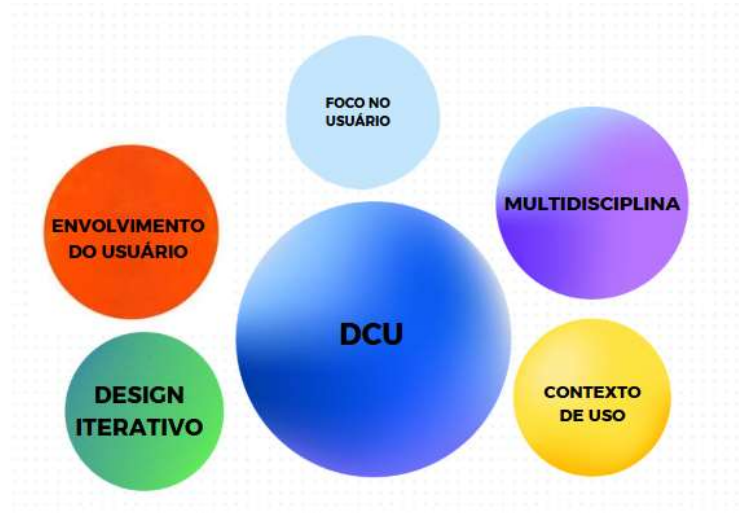 FOCO NO
USUÁRIO
MULTIDISCIPLINA
ENVOLVIMENTO
DO USUÁRIO
DCU
DESIGN
ITERATIVO
CONTEXTO
DE USO